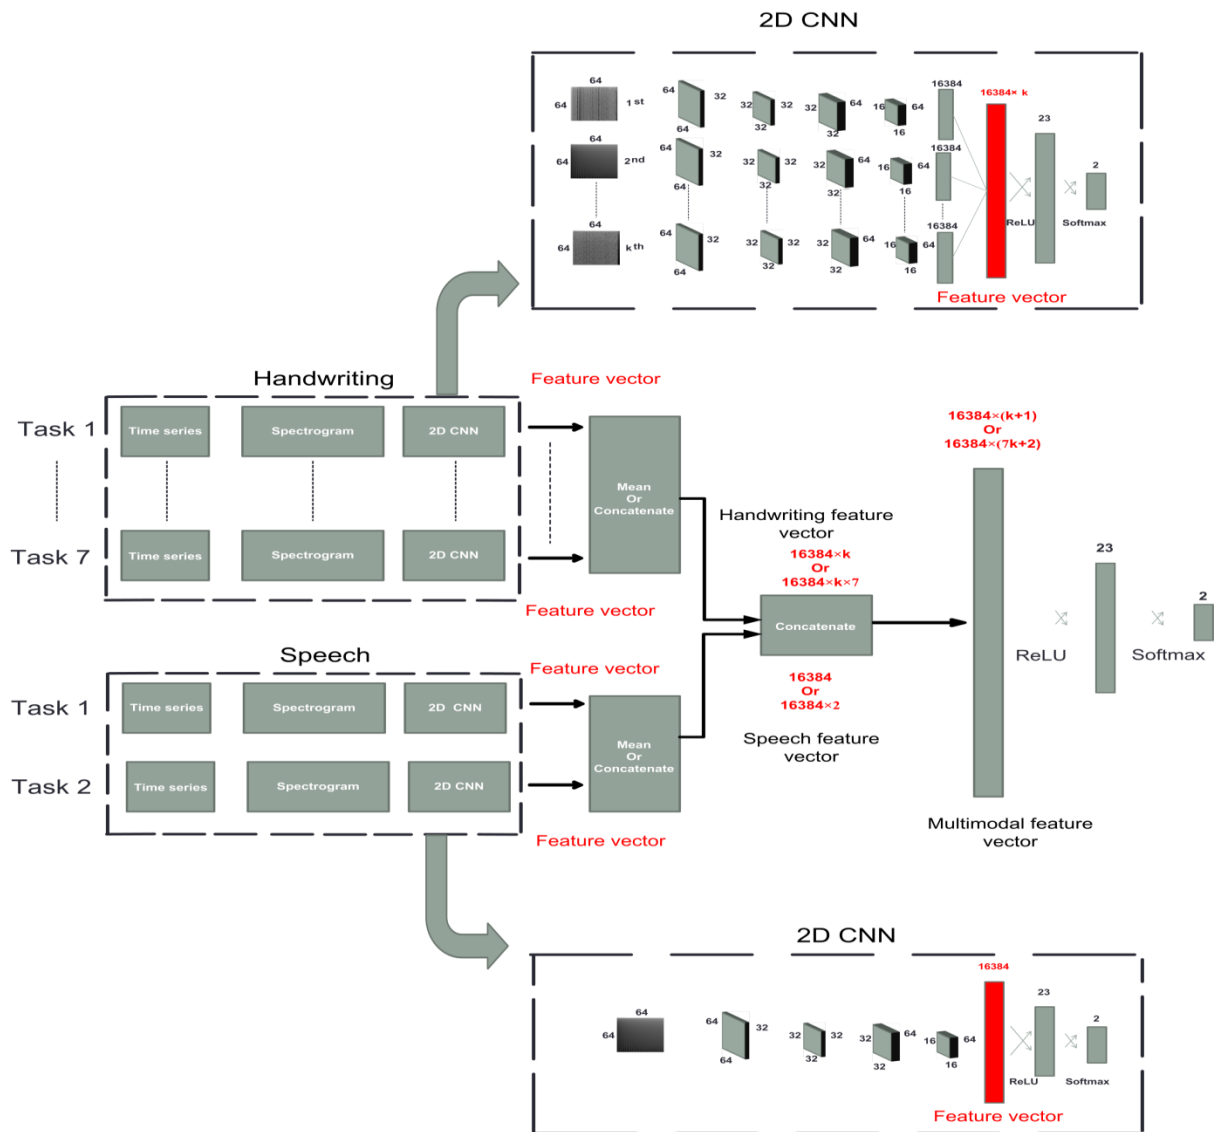 2D CNN
64
64
1st
64
64
32
32
32
32
64
32
32
16
64
16
16384
16384× k
23
2
64
2nd
64
32
64
32
32
32
32
64
32
16
64
16
16384
ReLU
Softmax
64
64
kth
64
32
64
32
32
32
32
64
32
16
64
16
16384
Feature vector
Handwriting
Feature vector
Task 1
Time series
Spectrogram
2D CNN
Mean
Or
Concatenate
Task 7
Time series
Spectrogram
2D CNN
Feature vector
Handwriting feature
vector
16384×k
Or
16384×k×7
Concatenate
16384
Or
16384×2
Speech feature
vector
16384×(k+1)
Or
16384×(7k+2)
23
2
ReLU
Softmax
Multimodal feature
vector
Speech
Feature vector
Task 1
Time series
Spectrogram
2D CNN
Mean
Or
Concatenate
Task 2
Time series
Spectrogram
2D CNN
Feature vector
2D CNN
64
64
64
32
64
32
32
32
32
64
32
16
64
16
16384
23
2
ReLU
Softmax
Feature vector